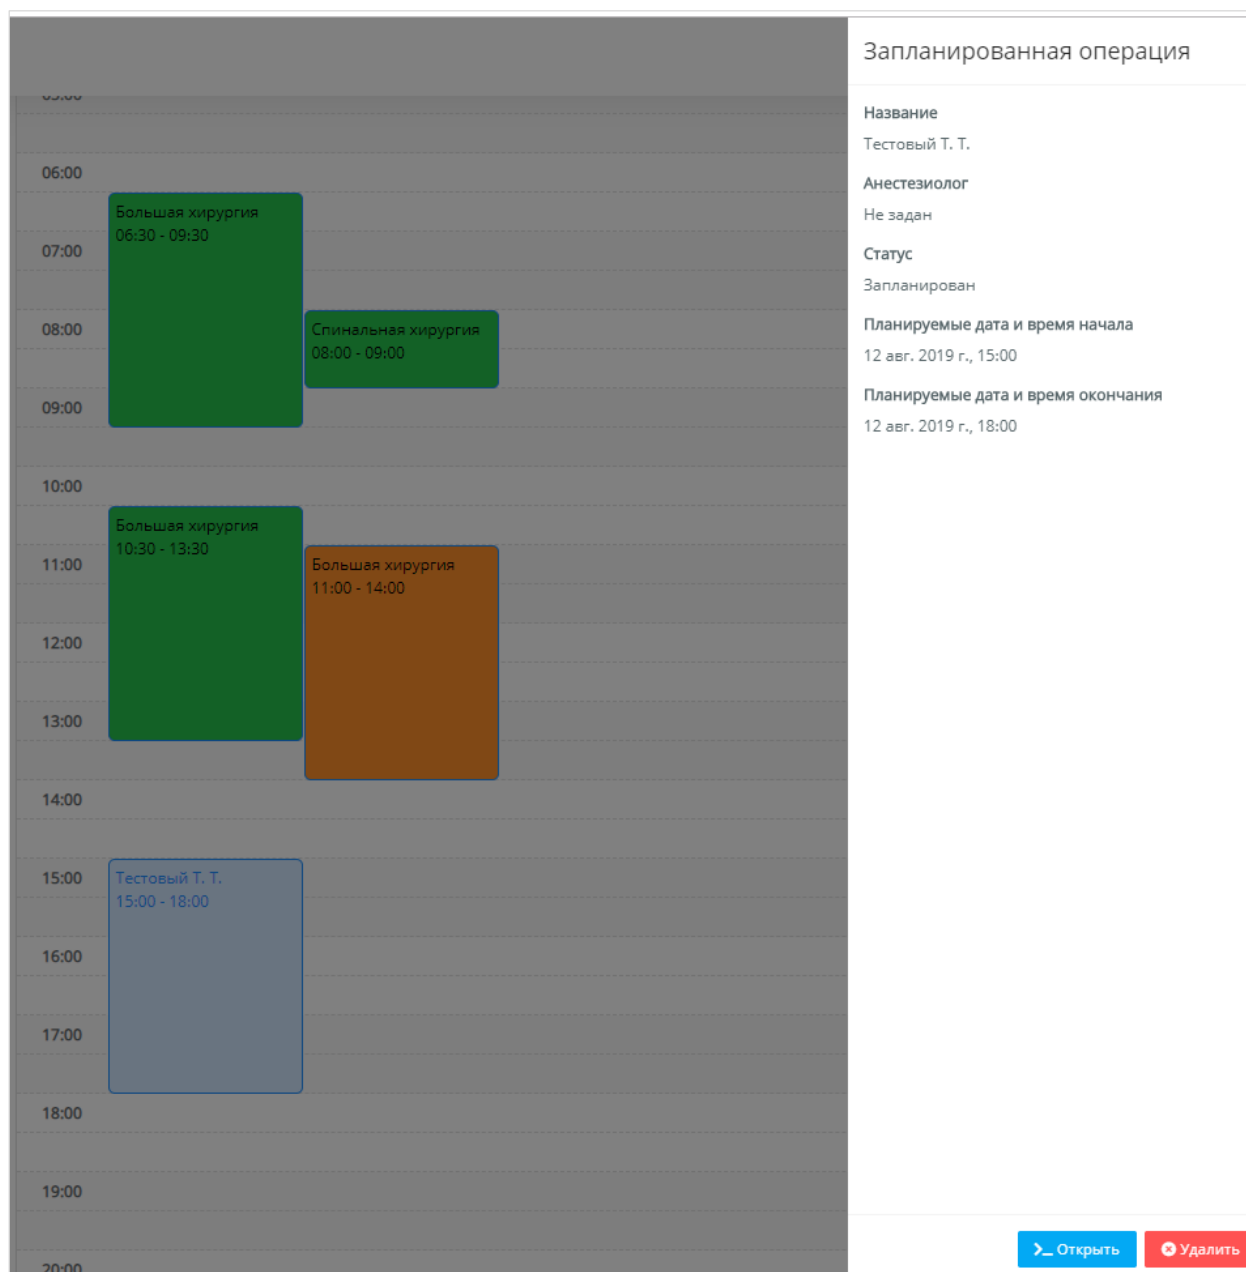 05:00
06:00
Большая хирургия
06:30 - 09:30
07:00
08:00
Спинальная хирургия
08:00 - 09:00
09:00
10:00
Большая хирургия
10:30 - 13:30
11:00
Большая хирургия
11:00 - 14:00
12:00
13:00
14:00
15:00
Тестовый Т. Т.
15:00 - 18:00
16:00
17:00
18:00
19:00
20:00
Запланированная операция
Название
Тестовый Т. Т.
Анестезиолог
Не задан
Статус
Запланирован
Планируемые дата и время начала
12 авг. 2019 г., 15:00
Планируемые дата и время окончания
12 авг. 2019 г., 18:00
Открыть
Удалить